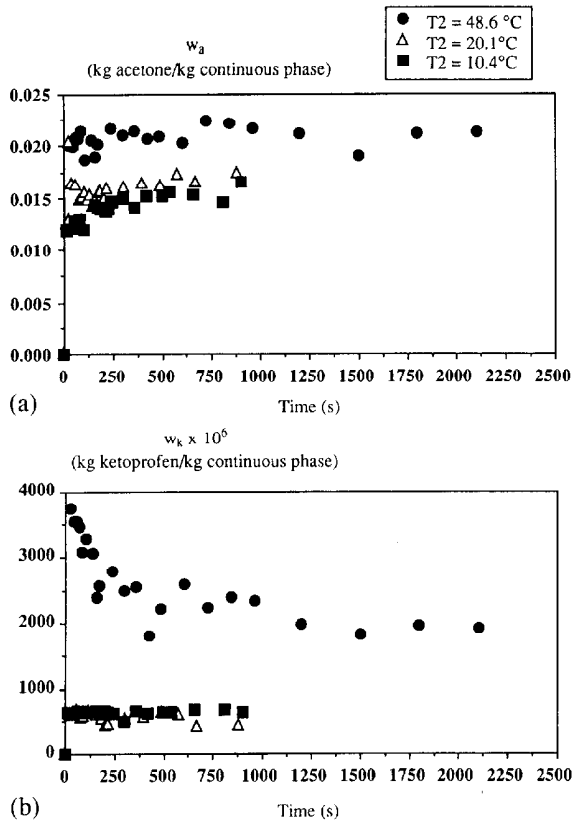 wₐ
(kg acetone/kg continuous phase)
T2 = 48.6 °C
T2 = 20.1°C
T2 = 10.4°C
0.025
0.020
0.015
0.010
0.005
0.000
0 250 500 750 1000 1250 1500 1750 2000 2250 2500
(a)
Time (s)
wₖ x 10⁶
(kg ketoprofen/kg continuous phase)
4000
3000
2000
1000
0
0 250 500 750 1000 1250 1500 1750 2000 2250 2500
(b)
Time (s)